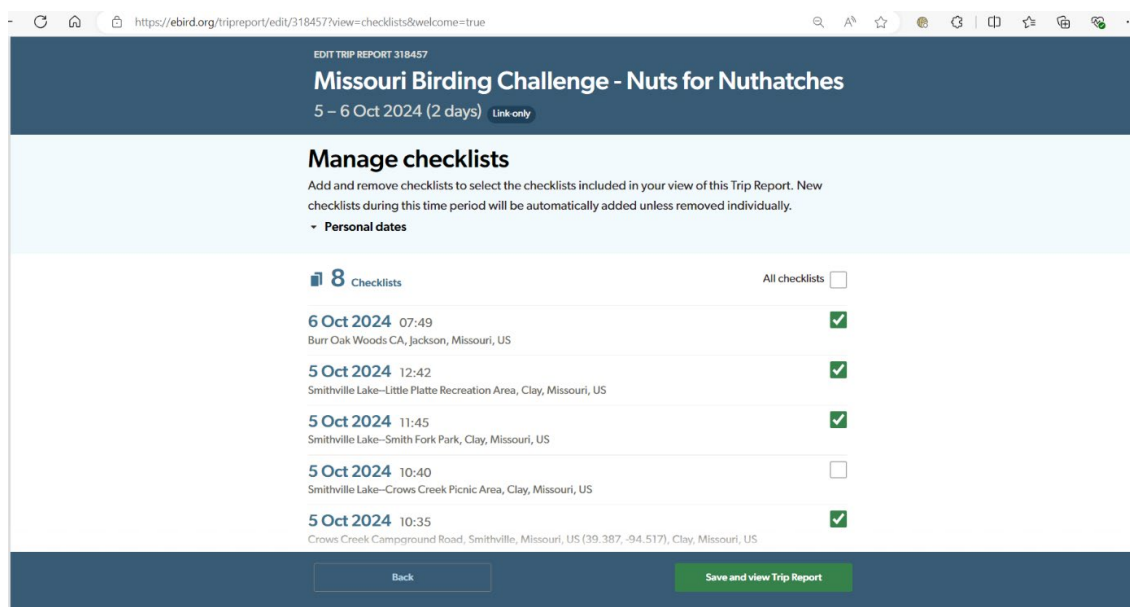 https://ebird.org/tripreport/edit/318457?view=checklists&welcome=true
EDIT TRIP REPORT 318457
Missouri Birding Challenge - Nuts for Nuthatches
5 – 6 Oct 2024 (2 days) Link-only
Manage checklists
Add and remove checklists to select the checklists included in your view of this Trip Report. New
checklists during this time period will be automatically added unless removed individually.
Personal dates
8 Checklists All checklists
6 Oct 2024 07:49
Burr Oak Woods CA, Jackson, Missouri, US
5 Oct 2024 12:42
Smithville Lake--Little Platte Recreation Area, Clay, Missouri, US
5 Oct 2024 11:45
Smithville Lake--Smith Fork Park, Clay, Missouri, US
5 Oct 2024 10:40
Smithville Lake--Crows Creek Picnic Area, Clay, Missouri, US
5 Oct 2024 10:35
Crows Creek Campground Road, Smithville, Missouri, US (39.387, -94.517), Clay, Missouri, US
Back Save and view Trip Report